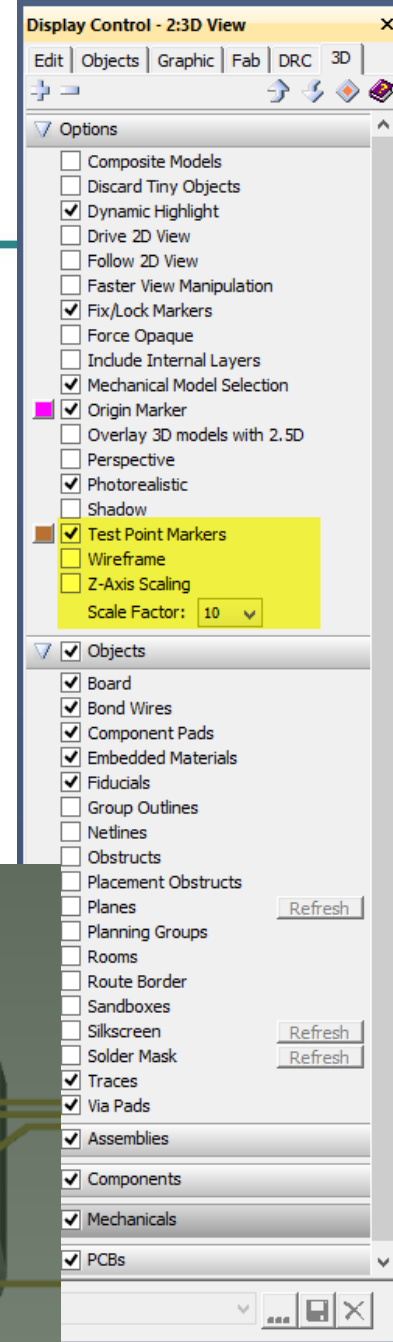 Display Control - 2:3D View
Edit Objects Graphic Fab DRC 3D
Options
Composite Models
Discard Tiny Objects
Dynamic Highlight
Drive 2D View
Follow 2D View
Faster View Manipulation
Fix/Lock Markers
Force Opaque
Include Internal Layers
Mechanical Model Selection
Origin Marker
Overlay 3D models with 2.5D
Perspective
Photorealistic
Shadow
Test Point Markers
Wireframe
Z-Axis Scaling
Scale Factor: 10
Objects
Board
Bond Wires
Component Pads
Embedded Materials
Fiducials
Group Outlines
Netlines
Obstructs
Placement Obstructs
Planes Refresh
Planning Groups
Rooms
Route Border
Sandboxes
Silkscreen Refresh
Solder Mask Refresh
Traces
Via Pads
Assemblies
Components
Mechanicals
PCBs
...